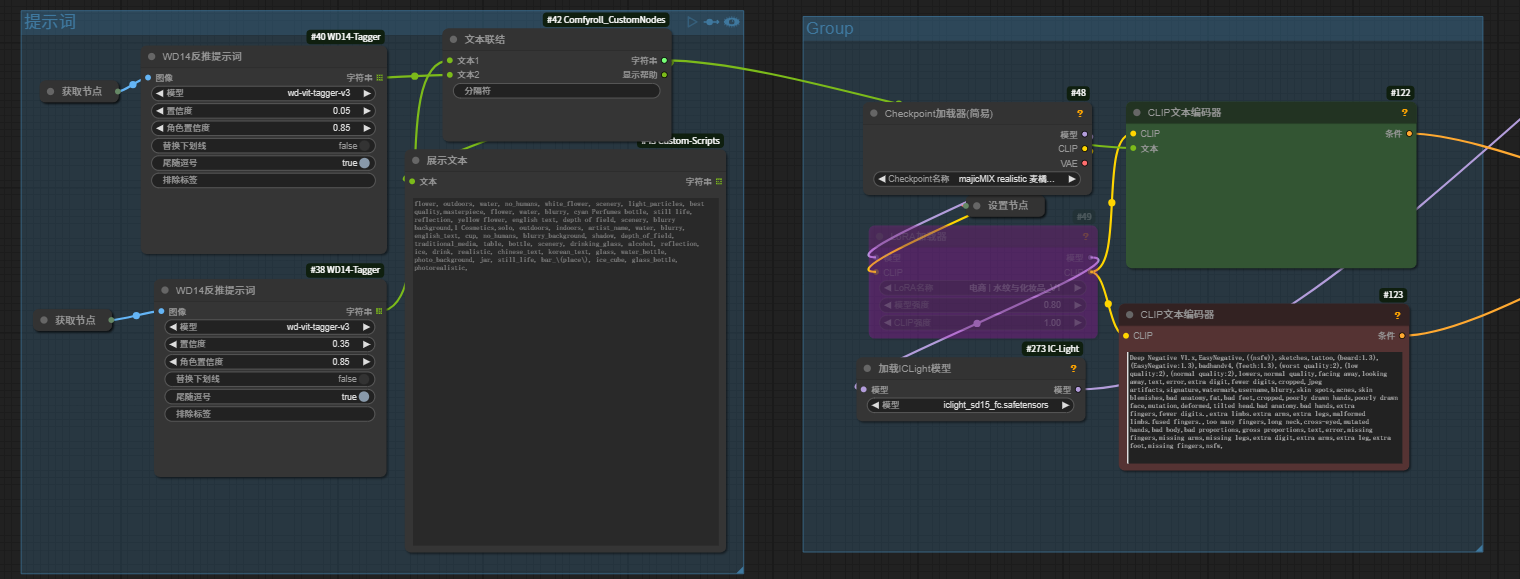 提示词
#40 WD14-Tagger
WD14反推提示词
获取节点
图像
字符串
模型
wd-vit-tagger-v3
置信度
0.05
角色置信度
0.85
替换下划线
false
尾随逗号
true
排除标签
#38 WD14-Tagger
WD14反推提示词
获取节点
图像
字符串
模型
wd-vit-tagger-v3
置信度
0.35
角色置信度
0.85
替换下划线
false
尾随逗号
true
排除标签
#42 Comfyroll_CustomNodes
文本联结
文本1
字符串
文本2
显示帮助
分隔符
Custom-Scripts
展示文本
文本
字符串
flower, outdoors, water, no_humans, white_flower, scenery, light_particles, best
quality,masterpiece, flower, water, blurry, cyan Perfumes bottle, still life,
reflection, yellow flower, english text, depth of field, scenery, blurry
background,I Cosmetics,solo, outdoors, indoors, artist_name, water, blurry,
english_text, cup, no_humans, blurry_background, shadow, depth_of_field,
traditional_media, table, bottle, scenery, drinking_glass, alcohol, reflection,
ice, drink, realistic, chinese_text, korean_text, glass, water_bottle,
photo_background, jar, still_life, bar_\(place\), ice_cube, glass_bottle,
photorealistic,
Group
#48
Checkpoint加载器(简易)
?
模型
CLIP
VAE
Checkpoint名称
majicMIX realistic 麦橘...
设置节点
#49
?
模型
模型
CLIP
LoRA名称
电商 | 水纹与化妆品_V1
模型强度
0.80
CLIP强度
1.00
#273 IC-Light
加载ICLight模型
?
模型
模型
模型
iclight_sd15_fc.safetensors
#122
CLIP文本编码器
?
CLIP
条件
文本
#123
CLIP文本编码器
?
CLIP
条件
Deep Negative V1.x,EasyNegative,((nsfw)),sketches,tattoo,(beard:1.3),
(EasyNegative:1.3),badhandv4,(Teeth:1.3),(worst quality:2),(low
quality:2),(normal quality:2),lowers,normal quality,facing away,looking
away,text,error,extra digit,fewer digits,cropped,jpeg
artifacts,signature,watermark,username,blurry,skin spots,acnes,skin
blemishes,bad anatomy,fat,bad feet,cropped,poorly drawn hands,poorly drawn
face,mutation,deformed,tilted head.bad anatomy.bad hands,extra
fingers,fewer digits.,extra limbs.extra arms,extra legs,malformed
limbs.fused fingers.,too many fingers,long neck,cross-eyed,mutated
hands,bad body,bad proportions,gross proportions,text,error,missing
fingers,missing arms,missing legs,extra digit,extra arms,extra leg,extra
foot,missing fingers,nsfw,